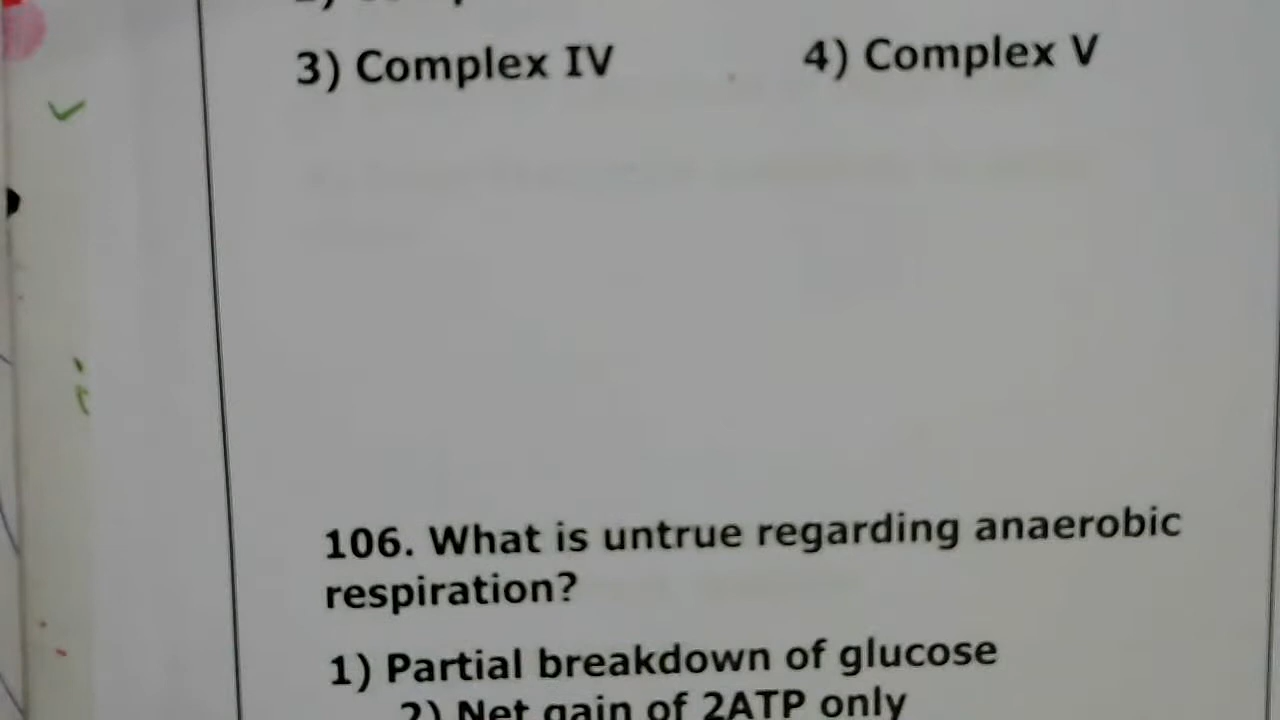 3) Complex IV 4) Complex V
106. What is untrue regarding anaerobic
respiration?
1) Partial breakdown of glucose
2) Net gain of 2ATP only